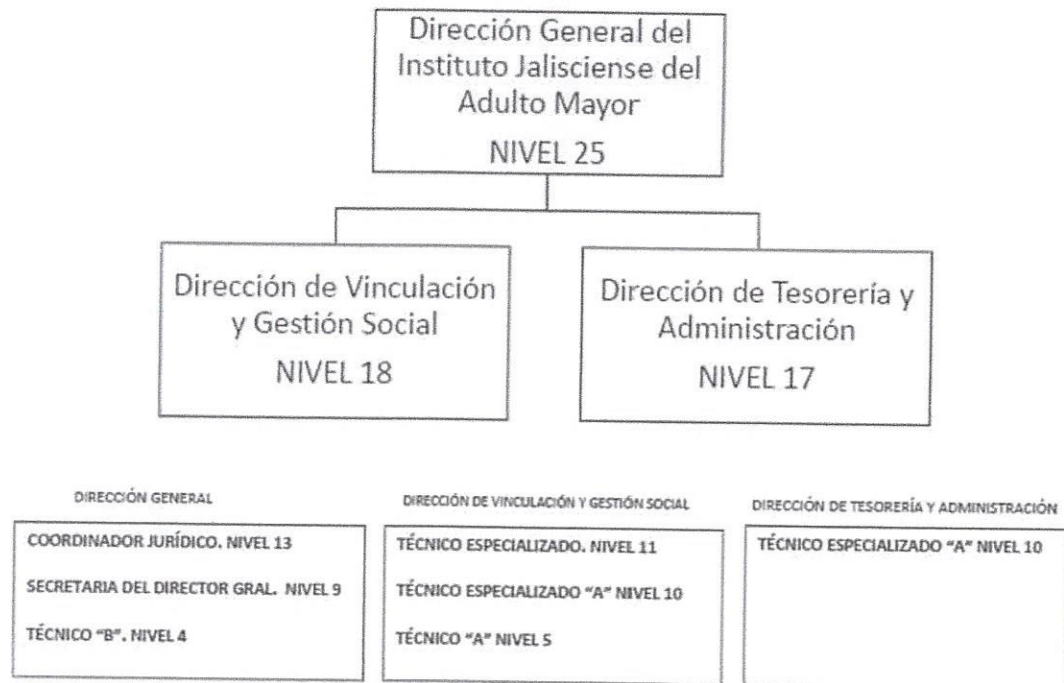 Dirección General del
Instituto Jalisciense del
Adulto Mayor
NIVEL 25
Dirección de Vinculación
y Gestión Social
NIVEL 18
Dirección de Tesorería y
Administración
NIVEL 17
DIRECCIÓN GENERAL
COORDINADOR JURÍDICO. NIVEL 13
SECRETARIA DEL DIRECTOR GRAL. NIVEL 9
TÉCNICO "B". NIVEL 4
DIRECCIÓN DE VINCULACIÓN Y GESTIÓN SOCIAL
TÉCNICO ESPECIALIZADO. NIVEL 11
TÉCNICO ESPECIALIZADO "A" NIVEL 10
TÉCNICO "A" NIVEL 5
DIRECCIÓN DE TESORERÍA Y ADMINISTRACIÓN
TÉCNICO ESPECIALIZADO "A" NIVEL 10